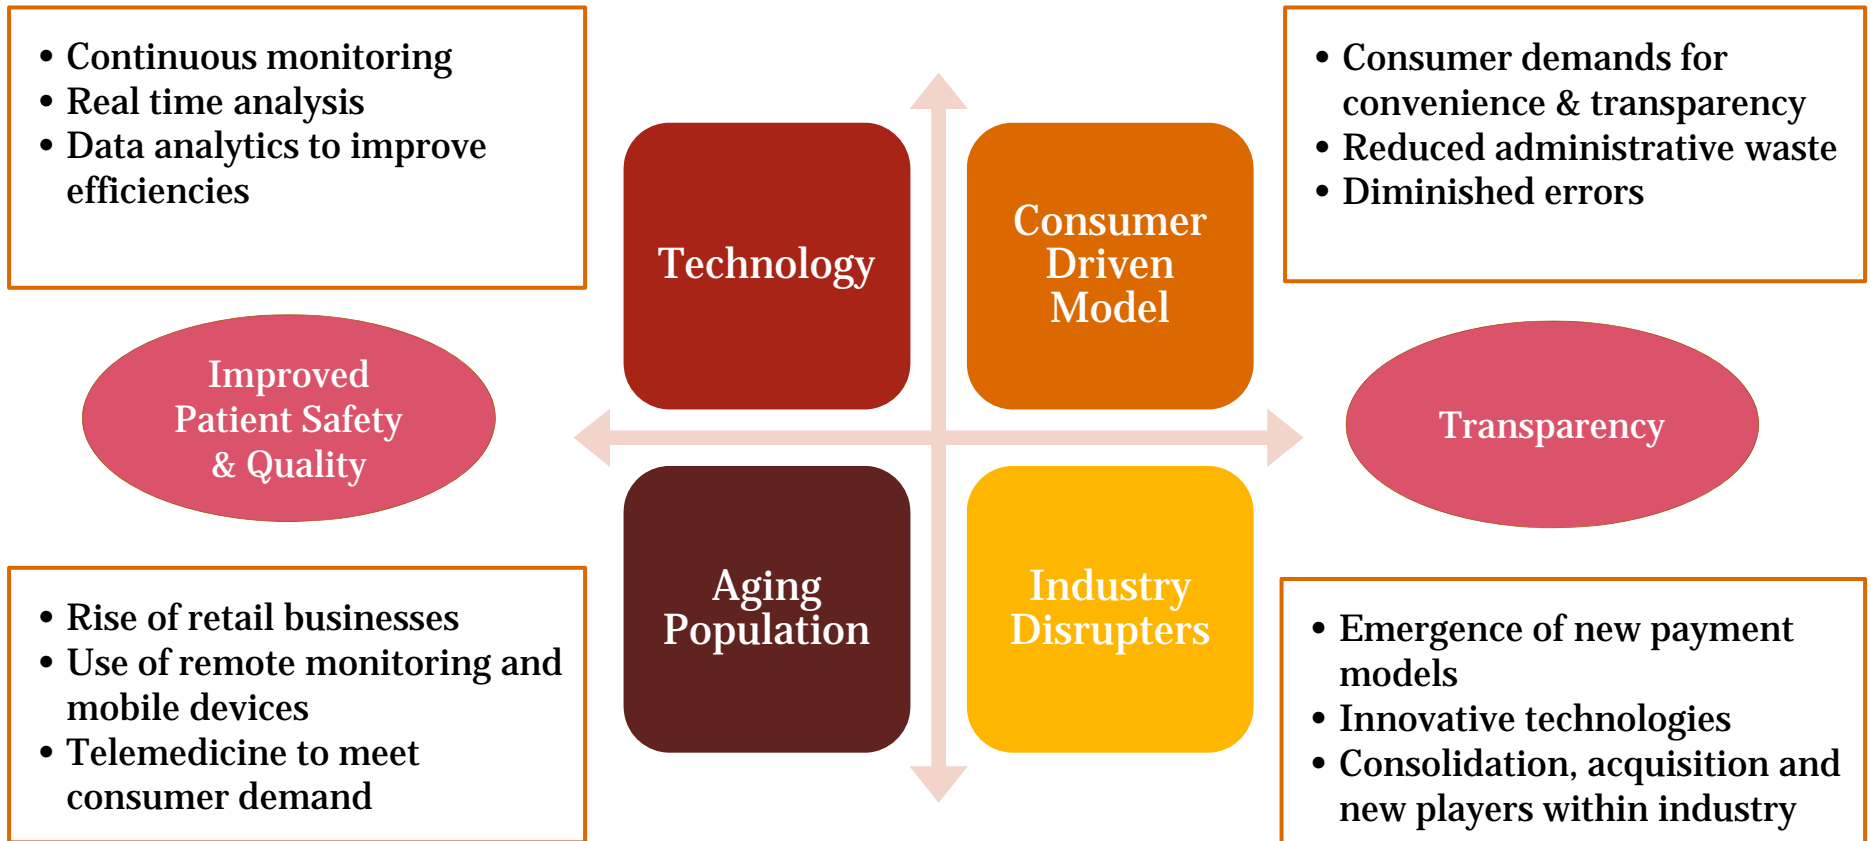 • Continuous monitoring
• Real time analysis
• Data analytics to improve
efficiencies
Technology
Consumer
Driven
Model
• Consumer demands for
convenience & transparency
• Reduced administrative waste
• Diminished errors
Improved
Patient Safety
& Quality
Transparency
• Rise of retail businesses
• Use of remote monitoring and
mobile devices
• Telemedicine to meet
consumer demand
Aging
Population
Industry
Disrupters
• Emergence of new payment
models
• Innovative technologies
• Consolidation, acquisition and
new players within industry